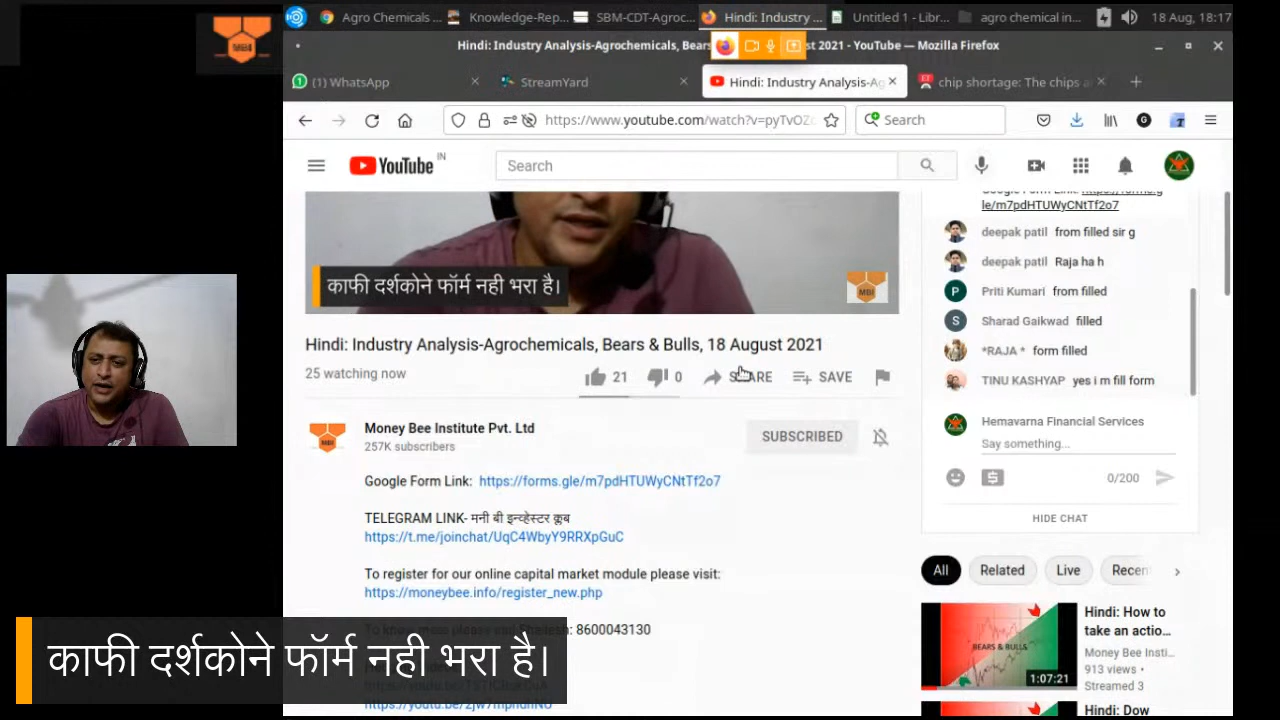 MBI
Agro Chemicals ...
Knowledge-Rep...
SBM-CDT-Agroc...
Hindi: Industry ...
Untitled 1 - Libr...
agro chemical in...
18 Aug, 18:17
Hindi: Industry Analysis-Agrochemicals, Bears
st 2021 - YouTube — Mozilla Firefox
(1) WhatsApp
StreamYard
Hindi: Industry Analysis-Ag
chip shortage: The chips a
https://www.youtube.com/watch?v=pyTvOZ
Search
YouTube
IN
Search
le/m7pdHTUWyCNtTf2o7
deepak patil from filled sir g
deepak patil Raja ha h
Priti Kumari from filled
Sharad Gaikwad filled
*RAJA * form filled
TINU KASHYAP yes i m fill form
Hemavarna Financial Services
Say something...
0/200
HIDE CHAT
काफी दर्शकोने फॉर्म नही भरा है।
MBI
Hindi: Industry Analysis-Agrochemicals, Bears & Bulls, 18 August 2021
25 watching now
21
0
SHARE
SAVE
MBI
Money Bee Institute Pvt. Ltd
257K subscribers
SUBSCRIBED
Google Form Link: https://forms.gle/m7pdHTUWyCNtTf2o7
TELEGRAM LINK- मनी बी इन्व्हेस्टर क्लब
https://t.me/joinchat/UqC4WbyY9RRXpGuC
To register for our online capital market module please visit:
https://moneybee.info/register_new.php
8600043130
All
Related
Live
Recen
Hindi: How to
take an actio...
Money Bee Insti...
913 views •
Streamed 3
BEARS & BULLS
1:07:21
Hindi: Dow
काफी दर्शकोने फॉर्म नही भरा है।